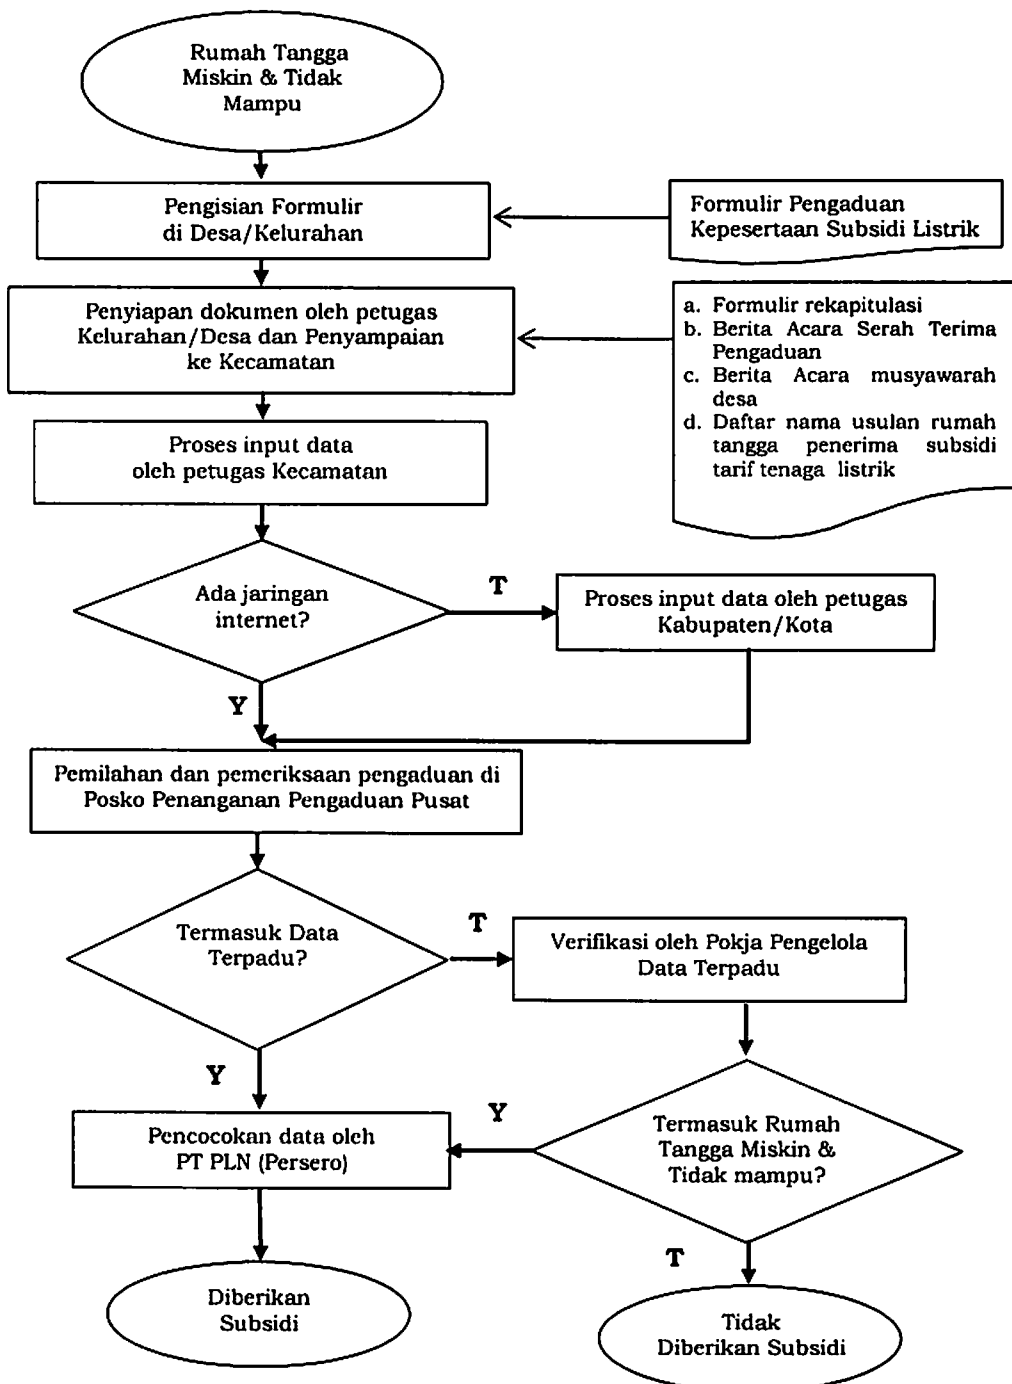 Rumah Tangga
Miskin & Tidak
Mampu
Pengisian Formulir
di Desa/Kelurahan
Formulir Pengaduan
Kepesertaan Subsidi Listrik
Penyiapan dokumen oleh petugas
Kelurahan/Desa dan Penyampaian
ke Kecamatan
a. Formulir rekapitulasi
b. Berita Acara Serah Terima
Pengaduan
c. Berita Acara musyawarah
desa
d. Daftar nama usulan rumah
tangga penerima subsidi
tarif tenaga listrik
Proses input data
oleh petugas Kecamatan
Ada jaringan
internet?
T
Proses input data oleh petugas
Kabupaten/Kota
Y
Pemilahan dan pemeriksaan pengaduan di
Posko Penanganan Pengaduan Pusat
Termasuk Data
Terpadu?
T
Verifikasi oleh Pokja Pengelola
Data Terpadu
Y
Pencocokan data oleh
PT PLN (Persero)
Y
Termasuk Rumah
Tangga Miskin &
Tidak mampu?
T
Diberikan
Subsidi
Tidak
Diberikan Subsidi